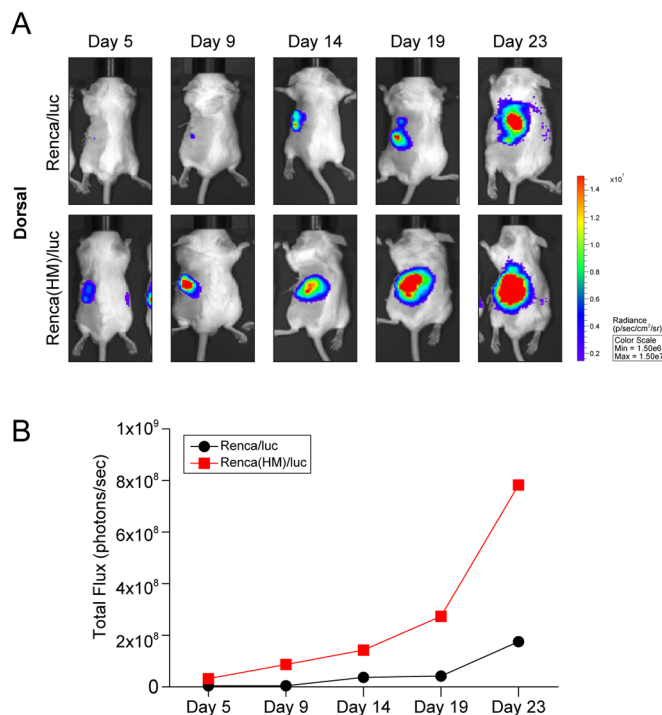 A
Day 5 Day 9 Day 14 Day 19 Day 23
Dorsal
Renca/luc
Renca(HM)/luc
x10⁷
1.4
1.2
1.0
0.8
0.6
0.4
0.2
Radiance
(p/sec/cm²/sr)
Color Scale
Min = 1.50e6
Max = 1.50e7
B
Renca/luc
Renca(HM)/luc
Total Flux (photons/sec)
1x10⁹
8x10⁸
6x10⁸
4x10⁸
2x10⁸
0
Day 5 Day 9 Day 14 Day 19 Day 23